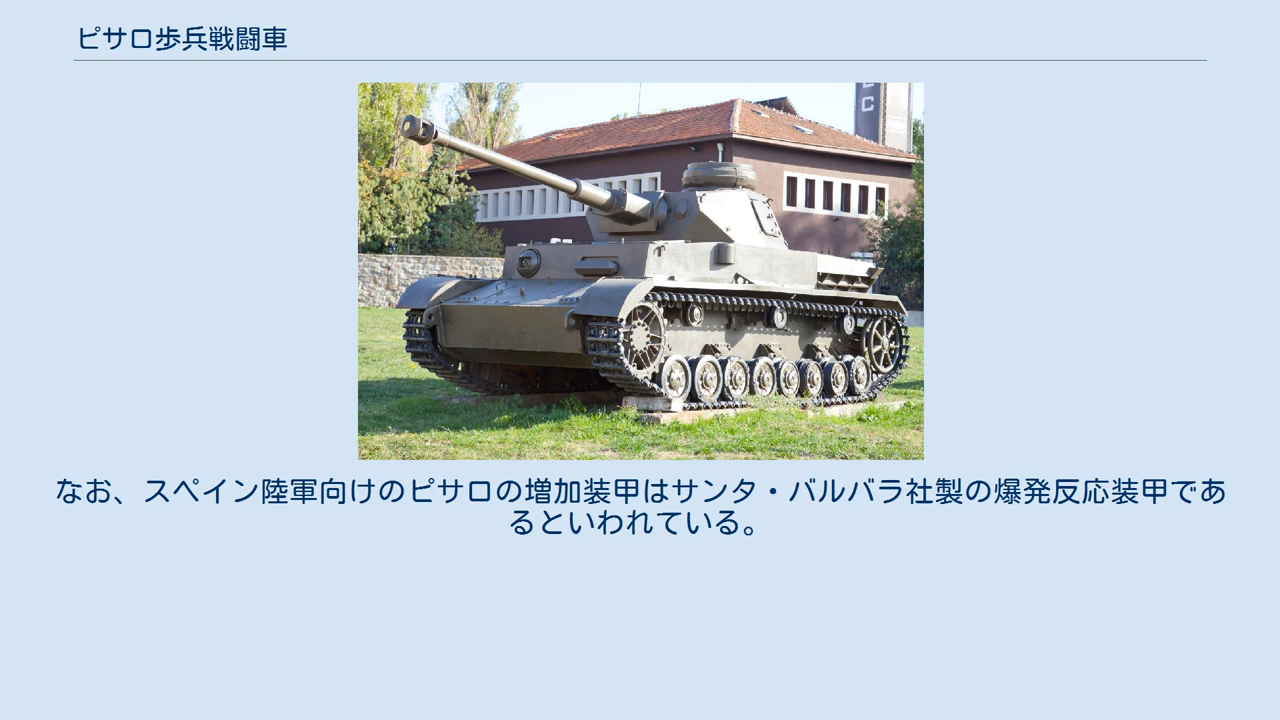 ピサロ歩兵戦闘車
C
なお、スペイン陸軍向けのピサロの増加装甲はサンタ・バルバラ社製の爆発反応装甲であ
るといわれている。